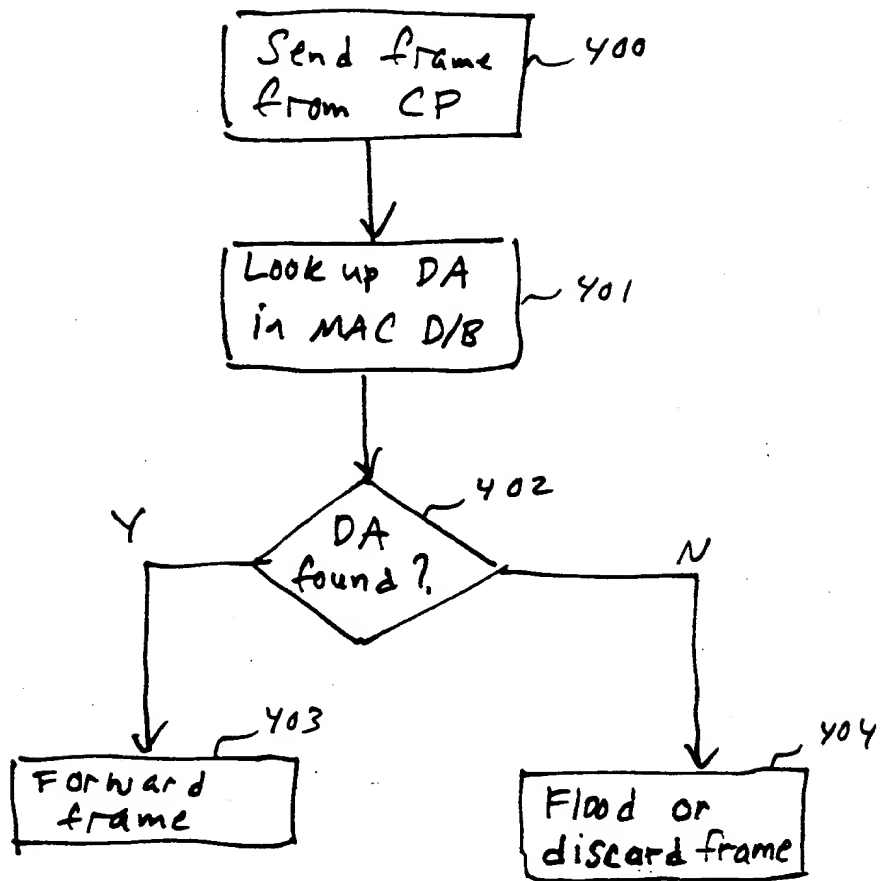 Send frame
from CP
400
Look up DA
in MAC D/B
401
402
DA
found?
Y
N
403
Forward
frame
404
Flood or
discard frame